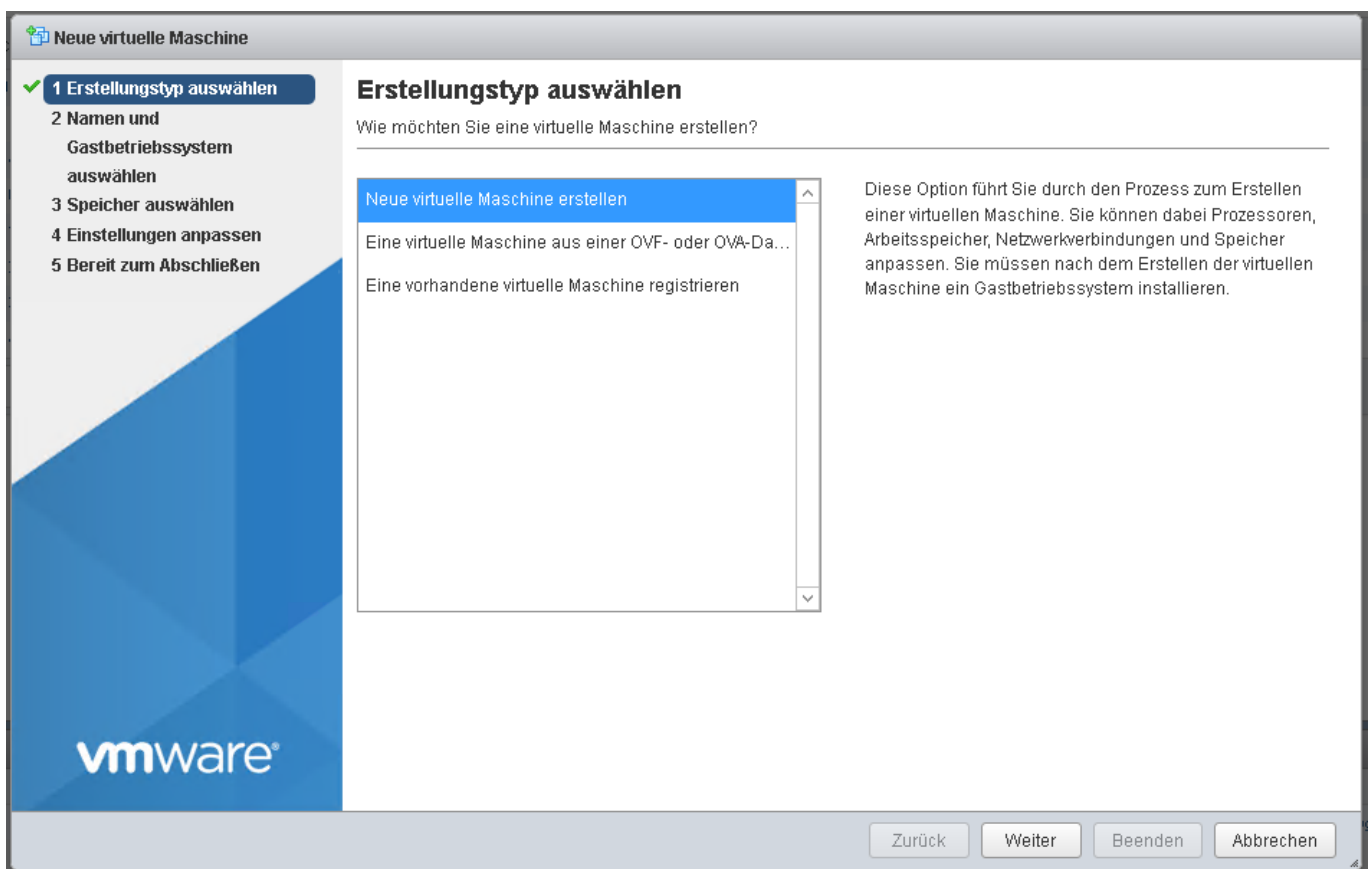 Neue virtuelle Maschine
1 Erstellungstyp auswählen
2 Namen und
Gastbetriebssystem
auswählen
3 Speicher auswählen
4 Einstellungen anpassen
5 Bereit zum Abschließen
vmware®
Erstellungstyp auswählen
Wie möchten Sie eine virtuelle Maschine erstellen?
Neue virtuelle Maschine erstellen
Eine virtuelle Maschine aus einer OVF- oder OVA-Da...
Eine vorhandene virtuelle Maschine registrieren
Diese Option führt Sie durch den Prozess zum Erstellen
einer virtuellen Maschine. Sie können dabei Prozessoren,
Arbeitsspeicher, Netzwerkverbindungen und Speicher
anpassen. Sie müssen nach dem Erstellen der virtuellen
Maschine ein Gastbetriebssystem installieren.
Zurück Weiter Beenden Abbrechen